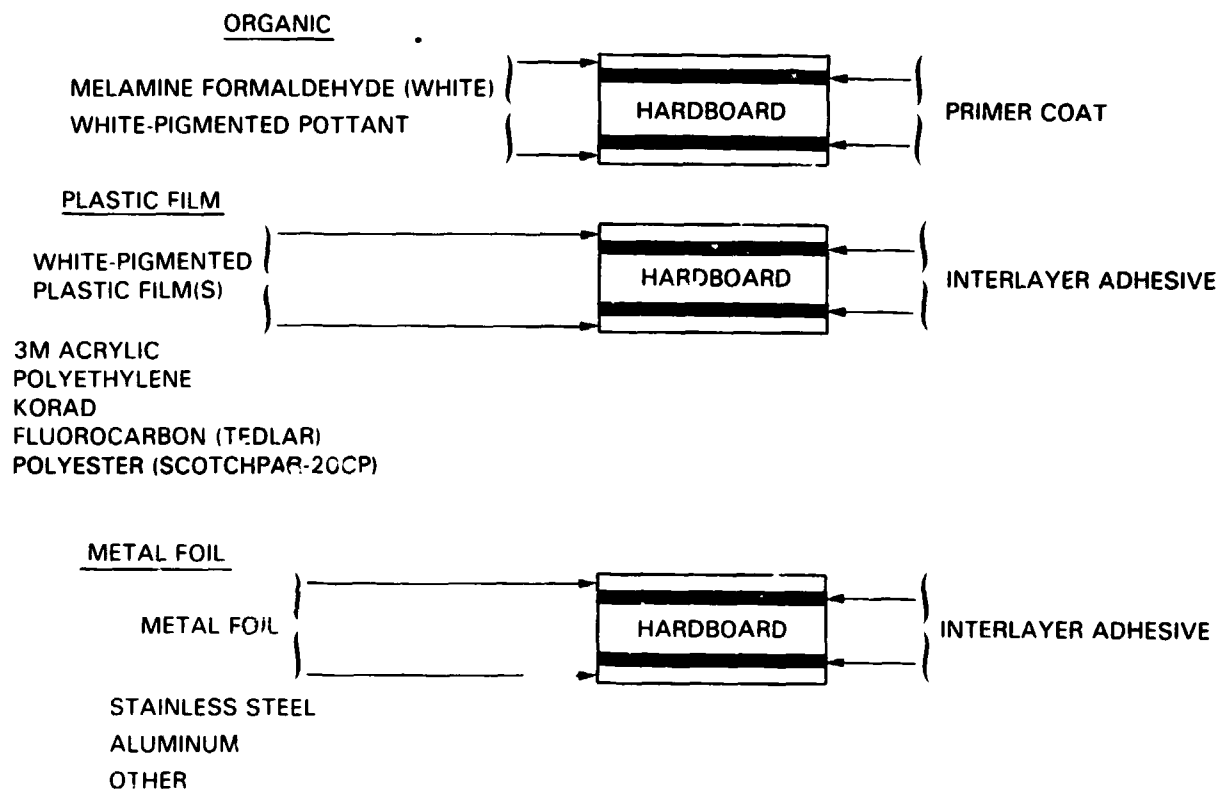 ORGANIC
MELAMINE FORMALDEHYDE (WHITE)
WHITE-PIGMENTED POTTANT
HARDBOARD
PRIMER COAT
PLASTIC FILM
WHITE-PIGMENTED
PLASTIC FILM(S)
HARDBOARD
INTERLAYER ADHESIVE
3M ACRYLIC
POLYETHYLENE
KORAD
FLUOROCARBON (TEDLAR)
POLYESTER (SCOTCHPAR-20CP)
METAL FOIL
METAL FOIL
HARDBOARD
INTERLAYER ADHESIVE
STAINLESS STEEL
ALUMINUM
OTHER